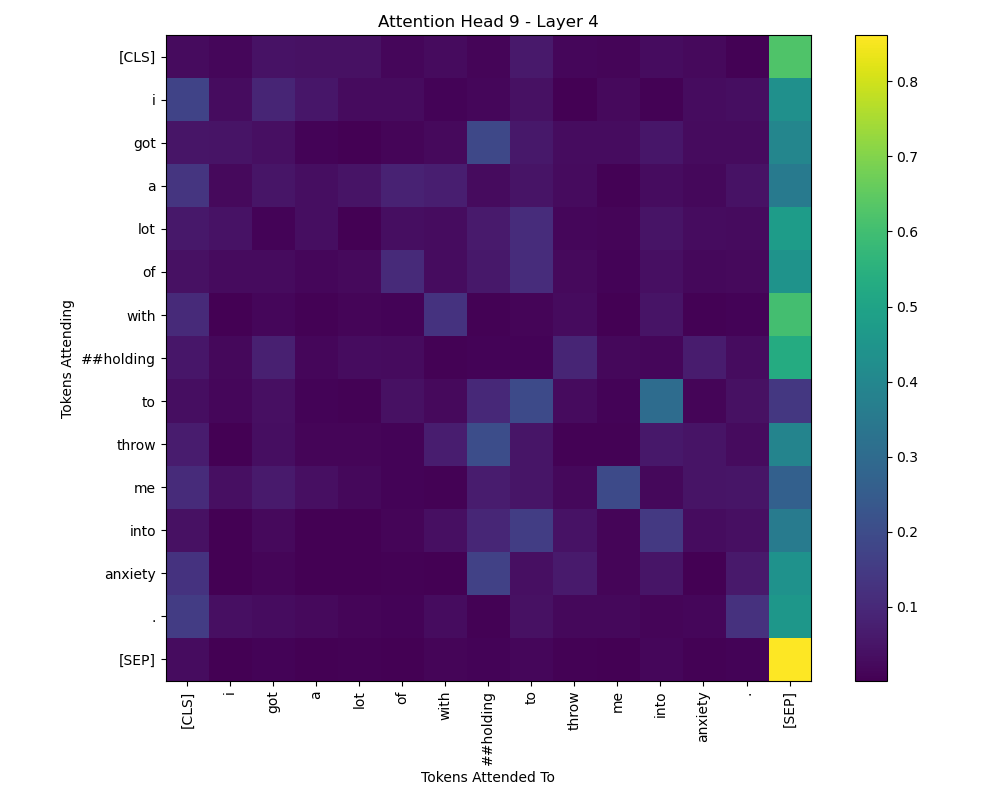 Attention Head 9 - Layer 4
[CLS]
i
got
a
lot
of
with
##holding
to
throw
me
into
anxiety
.
[SEP]
Tokens Attending
[CLS]
i
got
a
lot
of
with
##holding
to
throw
me
into
anxiety
.
[SEP]
Tokens Attended To
0.8
0.7
0.6
0.5
0.4
0.3
0.2
0.1